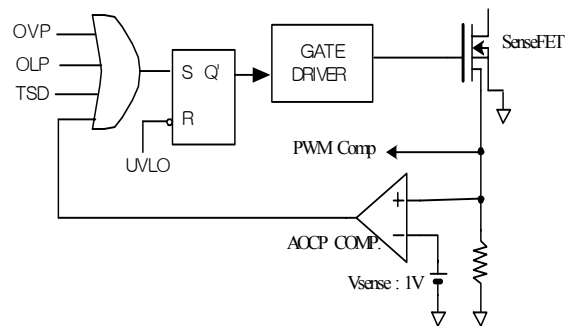 OVP
OLP
TSD
S Q'
R
UVLO
GATE
DRIVER
SenseFET
PWM Comp
+
−
AOCP COMP.
Vsense : 1V